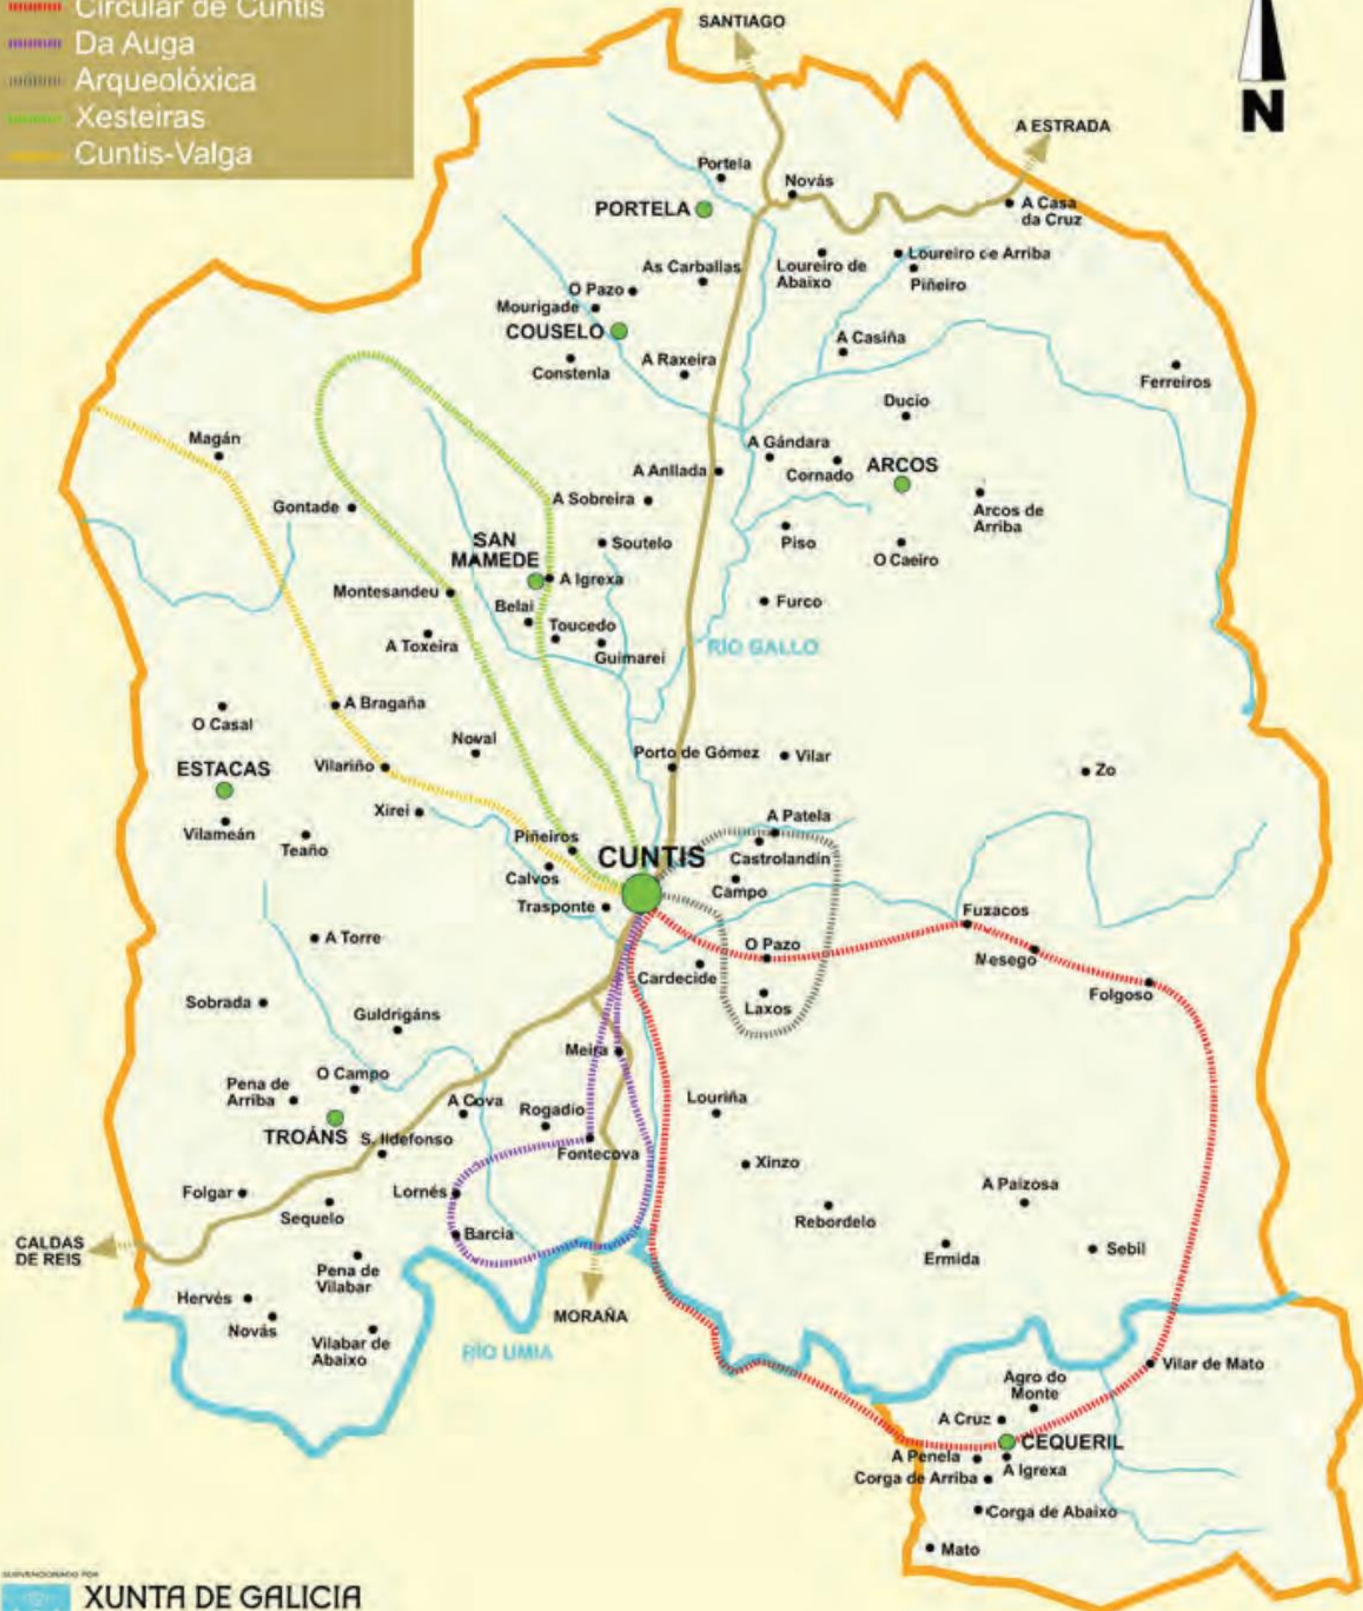 Circular de Cuntis
Da Auga
Arqueolóxica
Xesteiras
Cuntis-Valga
N
SANTIAGO
A ESTRADA
Portela
Novás
PORTELA
A Casa
da Cruz
As Carballas
Loureiro de
Abaixo
Loureiro de Arriba
Piñeiro
O Pazo
Mourigade
COUSELO
A Casiña
Constenla
A Raxeira
Ferreiros
Ducio
Magán
A Gándara
Cornado
ARCOS
A Anllada
Gontade
A Sobreira
Arcos de
Arriba
SAN
MAMEDE
Soutelo
Piso
O Caeiro
A Igrexa
Montesandeu
Belai
Furco
Toucedo
A Toxeira
Guimarei
RÍO GALLO
A Bragaña
O Casal
Noval
Porto de Gómez
Vilar
ESTACAS
Vilariño
Zo
Xirei
A Patela
Vilameán
Teaño
Piñeiros
CUNTIS
Castrolandín
Calvos
Campo
Trasponte
Fuxacos
A Torre
O Pazo
Mesego
Cardecide
Folgoso
Sobrada
Laxos
Guldrigáns
Meira
Pena de
Arriba
O Campo
A Cova
Rogadio
Louriña
TROÁNS
S. Ildefonso
Fontecova
Xinzo
Folgar
Lornés
A Paizosa
Sequelo
Rebordelo
Barcia
Ermida
Sebil
CALDAS
DE REIS
Pena de
Vilabar
Hervés
Novás
MORAÑA
Vilabar de
Abaixo
RÍO UMIA
Vilar de Mato
Agro do
Monte
A Cruz
CEQUERIL
A Penela
A Igrexa
Corga de Arriba
Corga de Abaixo
Mato
SUBVENCIONADO POR
XUNTA DE GALICIA